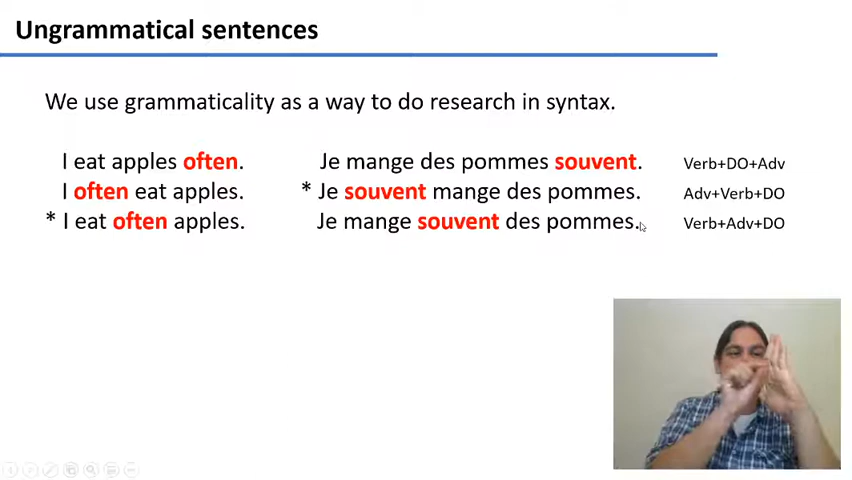 Ungrammatical sentences
We use grammaticality as a way to do research in syntax.
I eat apples often. Je mange des pommes souvent. Verb+DO+Adv
I often eat apples. * Je souvent mange des pommes. Adv+Verb+DO
* I eat often apples. Je mange souvent des pommes. Verb+Adv+DO